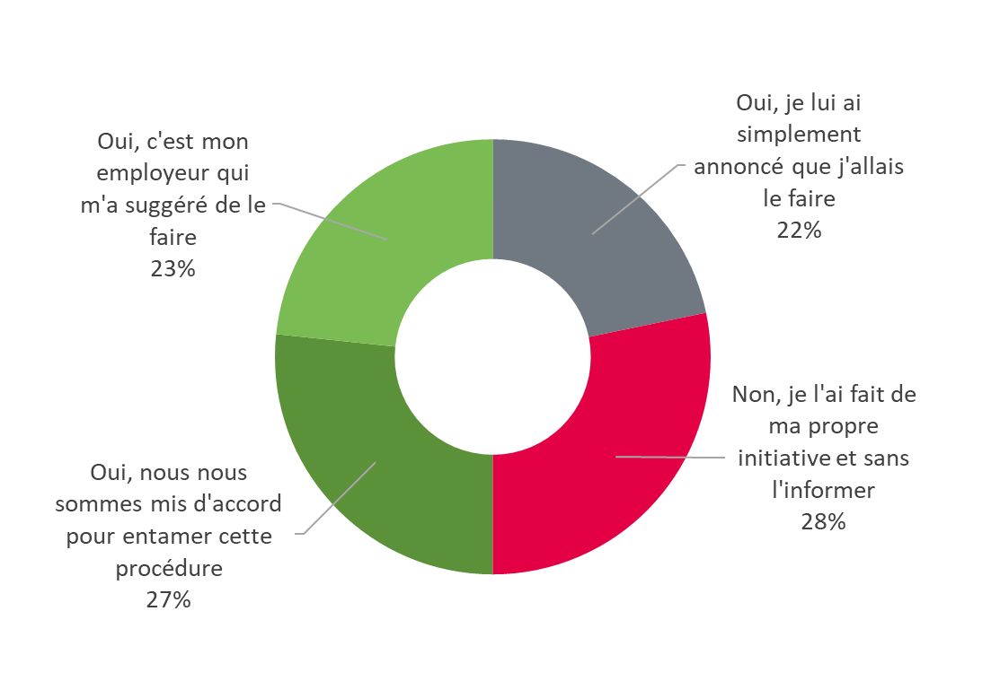 Oui, je lui ai
simplement
annoncé que j'allais
le faire
22%
Oui, c'est mon
employeur qui
m'a suggéré de le
faire
23%
Non, je l'ai fait de
ma propre
initiative et sans
l'informer
28%
Oui, nous nous
sommes mis d'accord
pour entamer cette
procédure
27%